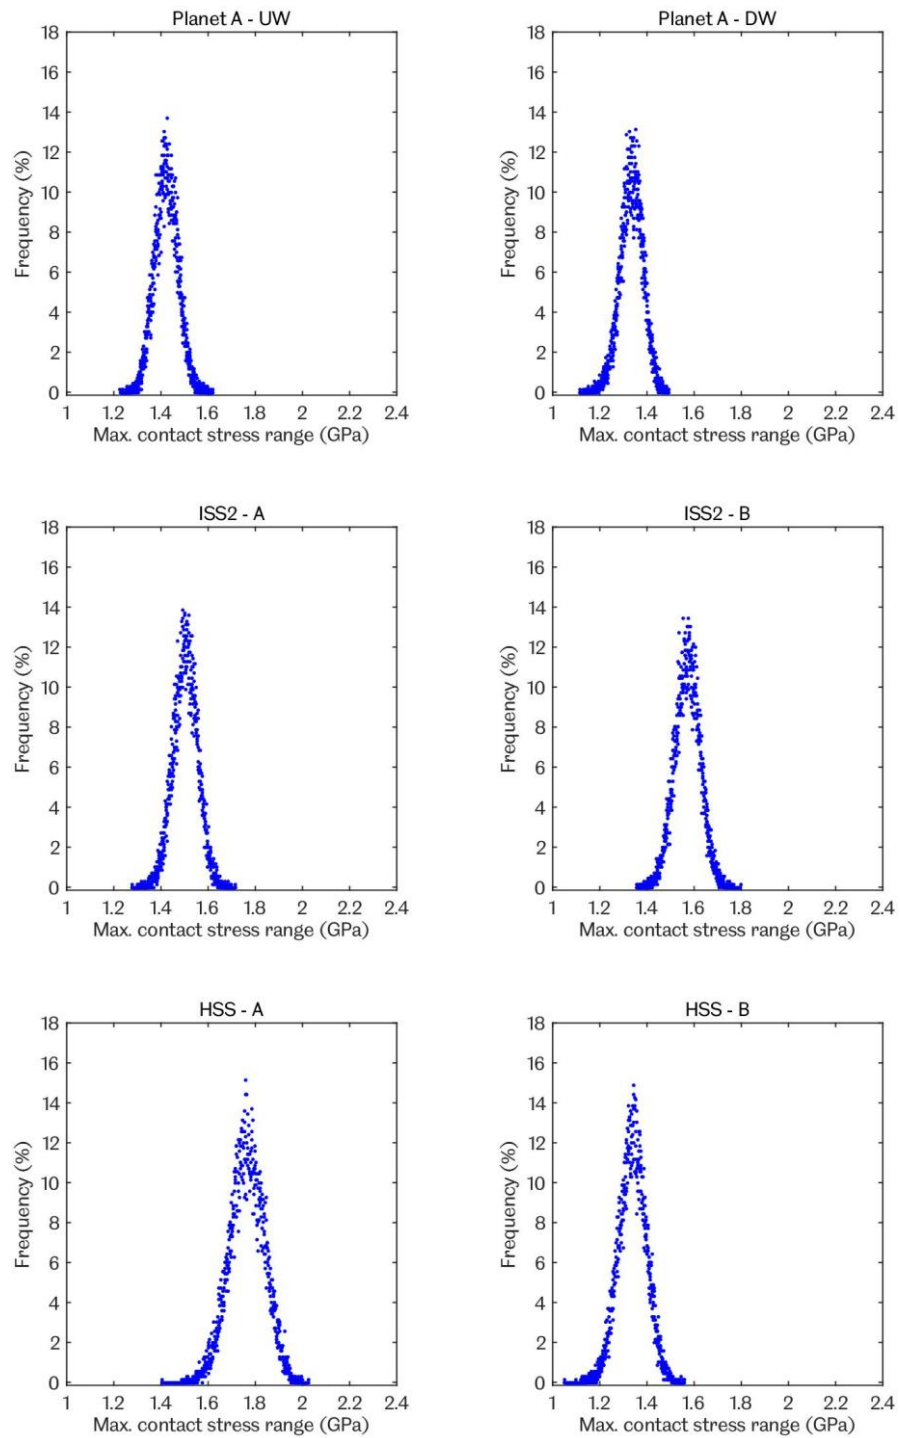 Planet A - UW
18
16
14
12
10
8
6
4
2
0
Frequency (%)
1 1.2 1.4 1.6 1.8 2 2.2 2.4
Max. contact stress range (GPa)
Planet A - DW
18
16
14
12
10
8
6
4
2
0
Frequency (%)
1 1.2 1.4 1.6 1.8 2 2.2 2.4
Max. contact stress range (GPa)
ISS2 - A
18
16
14
12
10
8
6
4
2
0
Frequency (%)
1 1.2 1.4 1.6 1.8 2 2.2 2.4
Max. contact stress range (GPa)
ISS2 - B
18
16
14
12
10
8
6
4
2
0
Frequency (%)
1 1.2 1.4 1.6 1.8 2 2.2 2.4
Max. contact stress range (GPa)
HSS - A
18
16
14
12
10
8
6
4
2
0
Frequency (%)
1 1.2 1.4 1.6 1.8 2 2.2 2.4
Max. contact stress range (GPa)
HSS - B
18
16
14
12
10
8
6
4
2
0
Frequency (%)
1 1.2 1.4 1.6 1.8 2 2.2 2.4
Max. contact stress range (GPa)